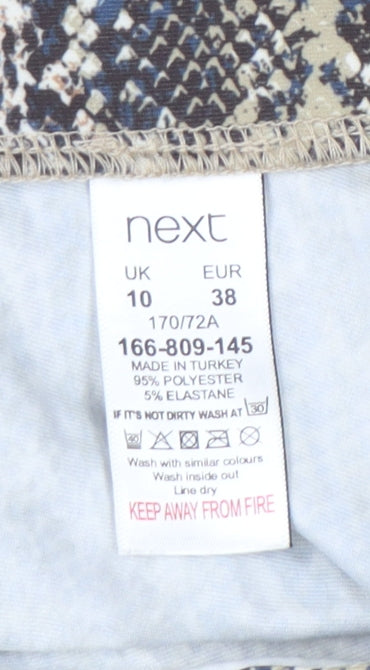 next
UK EUR
10 38
170/72A
166-809-145
MADE IN TURKEY
95% POLYESTER
5% ELASTANE
IF IT'S NOT DIRTY WASH AT 30
40
Wash with similar colours
Wash inside out
Line dry
KEEP AWAY FROM FIRE